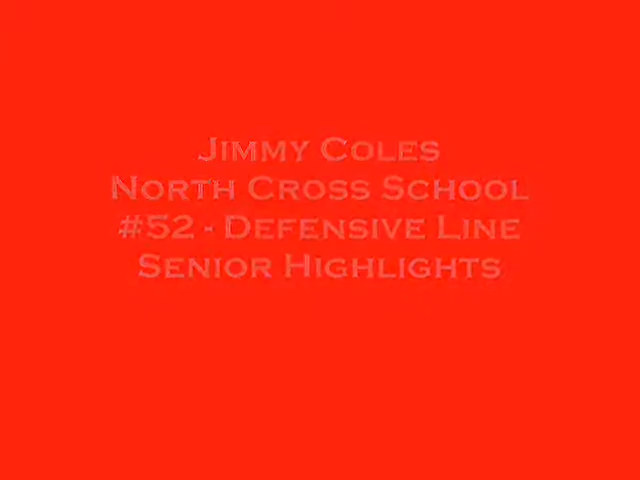 Jimmy Coles
North Cross School
#52 - Defensive Line
Senior Highlights